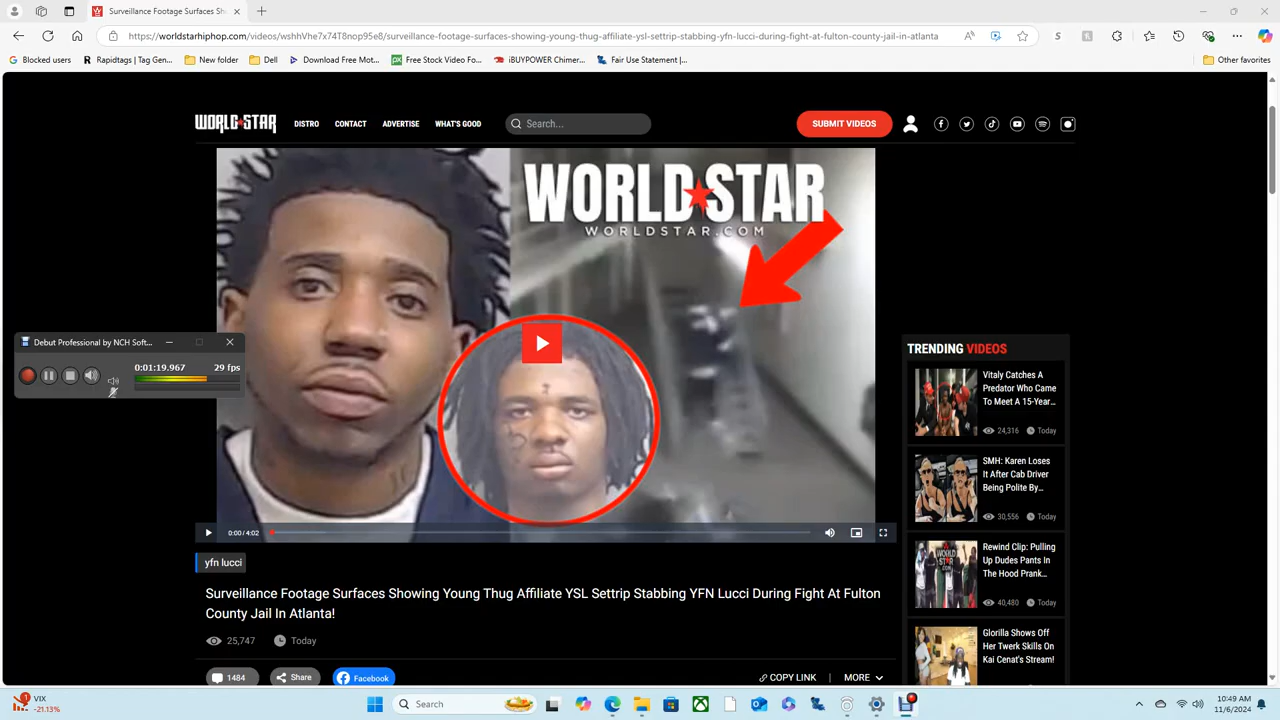 Surveillance Footage Surfaces Sh
https://worldstarhiphop.com/videos/wshhVhe7x74T8nop95e8/surveillance-footage-surfaces-showing-young-thug-affiliate-ysl-settrip-stabbing-yfn-lucci-during-fight-at-fulton-county-jail-in-atlanta
Blocked users
Rapidtags | Tag Gen...
New folder
Dell
Download Free Mot...
Free Stock Video Fo...
iBUYPOWER Chimer...
Fair Use Statement |...
Other favorites
WORLD STAR
DISTRO
CONTACT
ADVERTISE
WHAT'S GOOD
Search...
SUBMIT VIDEOS
WORLD STAR
WORLDSTAR.COM
Debut Professional by NCH Soft...
0:01:19.967
29 fps
0:00 / 4:02
yfn lucci
Surveillance Footage Surfaces Showing Young Thug Affiliate YSL Settrip Stabbing YFN Lucci During Fight At Fulton
County Jail In Atlanta!
25,747
Today
1484
Share
Facebook
COPY LINK
MORE
TRENDING VIDEOS
Vitaly Catches A
Predator Who Came
To Meet A 15-Year...
24,316
Today
SMH: Karen Loses
It After Cab Driver
Being Polite By...
30,556
Today
Rewind Clip: Pulling
Up Dudes Pants In
The Hood Prank...
40,480
Today
Glorilla Shows Off
Her Twerk Skills On
Kai Cenat's Stream!
VIX
-21.13%
Search
10:49 AM
11/6/2024